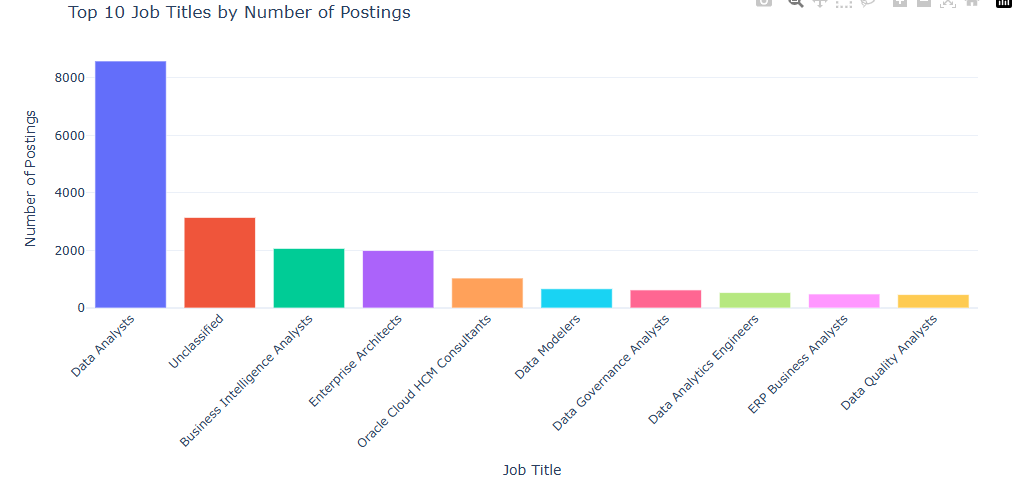 Top 10 Job Titles by Number of Postings
Number of Postings
8000
6000
4000
2000
0
Data Analysts
Unclassified
Business Intelligence Analysts
Enterprise Architects
Oracle Cloud HCM Consultants
Data Modelers
Data Governance Analysts
Data Analytics Engineers
ERP Business Analysts
Data Quality Analysts
Job Title